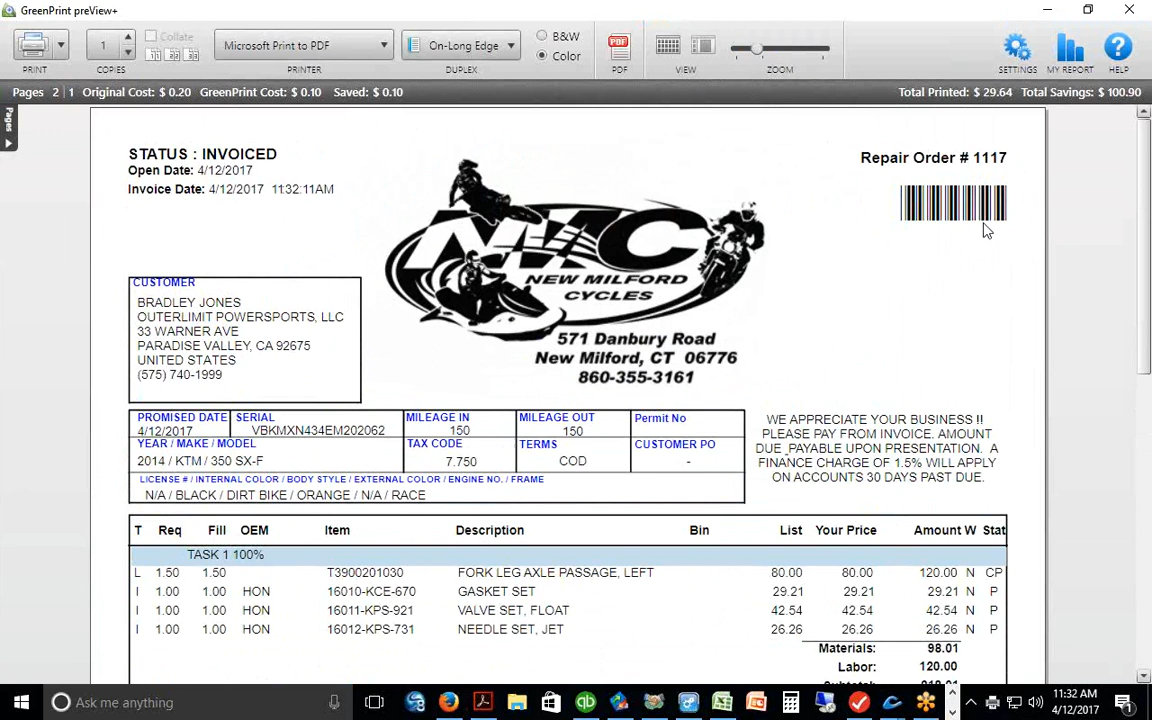 GreenPrint preView+
1
Collate
Microsoft Print to PDF
On-Long Edge
B&W
Color
PDF
PRINT
COPIES
PRINTER
DUPLEX
PDF
VIEW
ZOOM
SETTINGS
MY REPORT
HELP
Pages 2 | 1 Original Cost: $ 0.20 GreenPrint Cost: $ 0.10 Saved: $ 0.10 Total Printed: $ 29.64 Total Savings: $ 100.90
Pages
STATUS : INVOICED
Open Date: 4/12/2017
Invoice Date: 4/12/2017 11:32:11AM
Repair Order # 1117
NMC
NEW MILFORD
CYCLES
571 Danbury Road
New Milford, CT 06776
860-355-3161
CUSTOMER
BRADLEY JONES
OUTERLIMIT POWERSPORTS, LLC
33 WARNER AVE
PARADISE VALLEY, CA 92675
UNITED STATES
(575) 740-1999
PROMISED DATE SERIAL MILEAGE IN MILEAGE OUT Permit No
4/12/2017 VBKMXN434EM202062 150 150
YEAR / MAKE / MODEL TAX CODE TERMS CUSTOMER PO
2014 / KTM / 350 SX-F 7.750 COD -
LICENSE # / INTERNAL COLOR / BODY STYLE / EXTERNAL COLOR / ENGINE NO. / FRAME
N/A / BLACK / DIRT BIKE / ORANGE / N/A / RACE
WE APPRECIATE YOUR BUSINESS !!
PLEASE PAY FROM INVOICE. AMOUNT
DUE PAYABLE UPON PRESENTATION. A
FINANCE CHARGE OF 1.5% WILL APPLY
ON ACCOUNTS 30 DAYS PAST DUE.
T Req Fill OEM Item Description Bin List Your Price Amount W Stat
TASK 1 100%
L 1.50 1.50 T3900201030 FORK LEG AXLE PASSAGE, LEFT 80.00 80.00 120.00 N CP
I 1.00 1.00 HON 16010-KCE-670 GASKET SET 29.21 29.21 29.21 N P
I 1.00 1.00 HON 16011-KPS-921 VALVE SET, FLOAT 42.54 42.54 42.54 N P
I 1.00 1.00 HON 16012-KPS-731 NEEDLE SET, JET 26.26 26.26 26.26 N P
Materials: 98.01
Labor: 120.00
Ask me anything
11:32 AM
4/12/2017